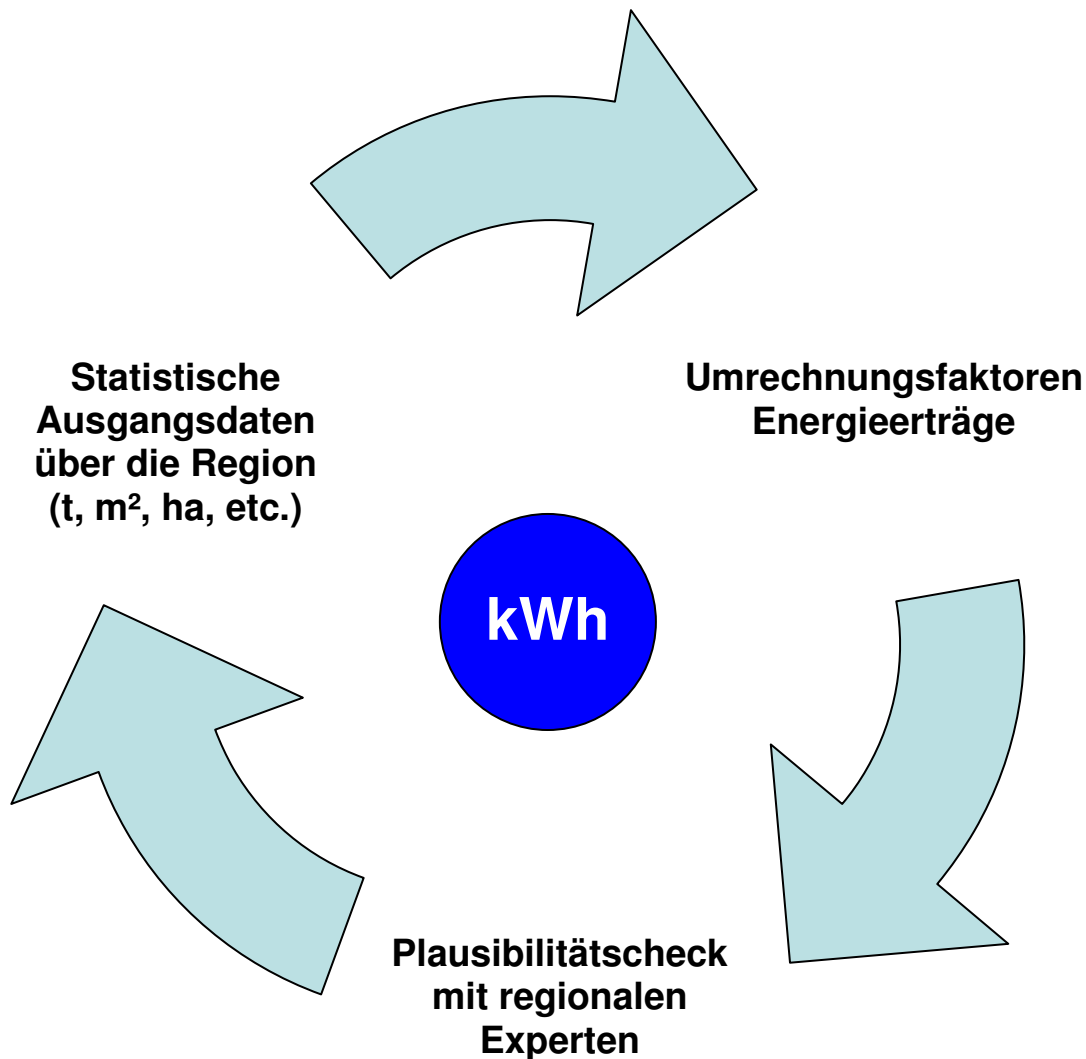 Statistische
Ausgangsdaten
über die Region
(t, m², ha, etc.)
Umrechnungsfaktoren
Energieerträge
kWh
Plausibilitätscheck
mit regionalen
Experten